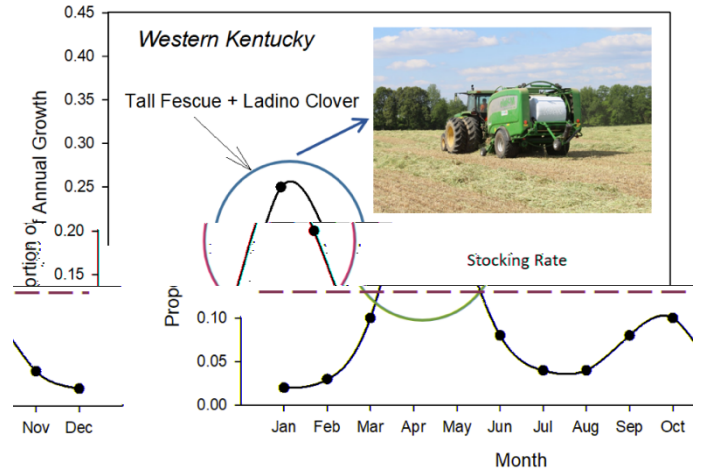 0.45
Western Kentucky
0.40
0.35
Tall Fescue + Ladino Clover
0.30
0.25
0.20
Annual Growth
Stocking Rate
0.15
0.10
0.05
0.00
Nov Dec
Jan Feb Mar Apr May Jun Jul Aug Sep Oct
Month